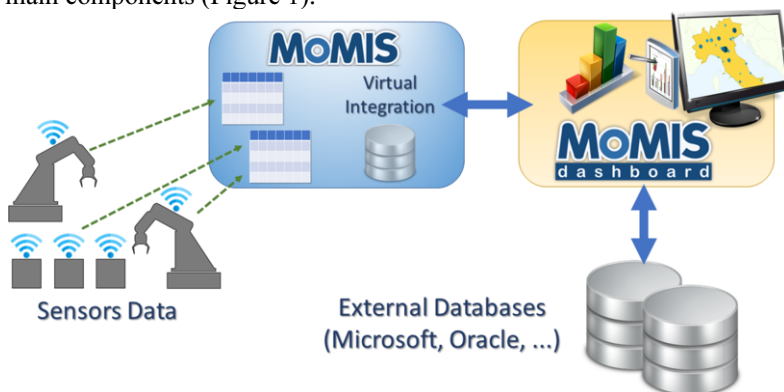 main components (Figure 1).
MOMIS
Virtual
Integration
MOMIS
dashboard
Sensors Data
External Databases
(Microsoft, Oracle, ...)